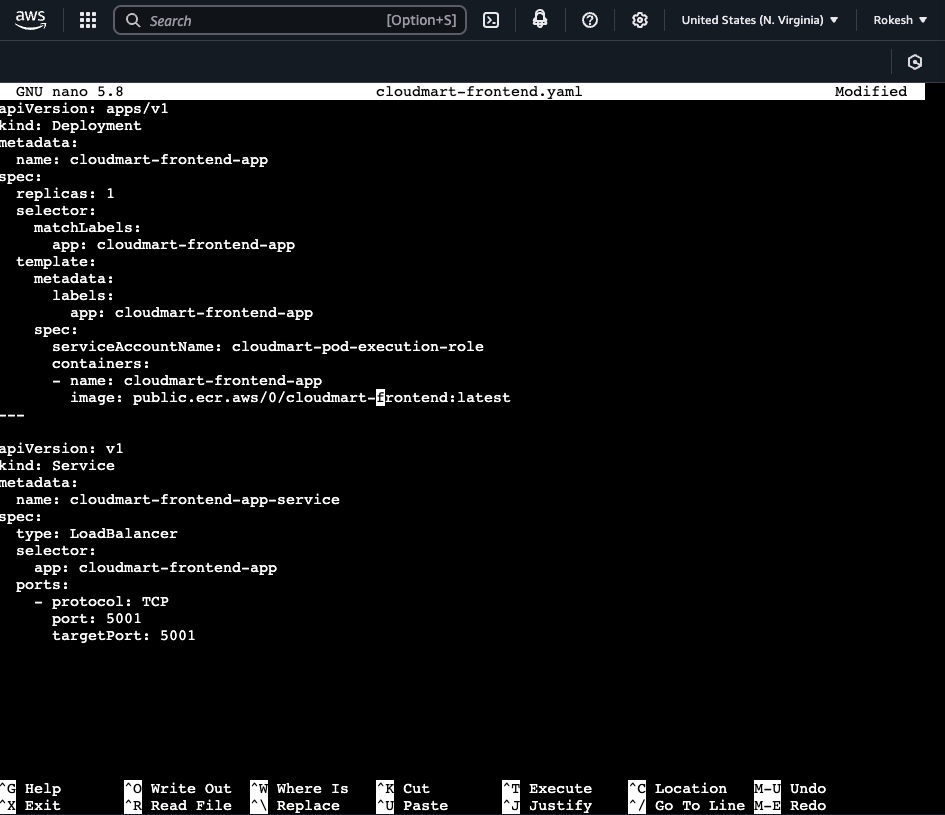 aws Search [Option+S] United States (N. Virginia) ▼ Rokesh ▼
GNU nano 5.8 cloudmart-frontend.yaml Modified
apiVersion: apps/v1
kind: Deployment
metadata:
  name: cloudmart-frontend-app
spec:
  replicas: 1
  selector:
    matchLabels:
      app: cloudmart-frontend-app
  template:
    metadata:
      labels:
        app: cloudmart-frontend-app
    spec:
      serviceAccountName: cloudmart-pod-execution-role
      containers:
      - name: cloudmart-frontend-app
        image: public.ecr.aws/0/cloudmart-frontend:latest
---
apiVersion: v1
kind: Service
metadata:
  name: cloudmart-frontend-app-service
spec:
  type: LoadBalancer
  selector:
    app: cloudmart-frontend-app
  ports:
    - protocol: TCP
      port: 5001
      targetPort: 5001
^G Help ^O Write Out ^W Where Is ^K Cut ^T Execute ^C Location M-U Undo
^X Exit ^R Read File ^\ Replace ^U Paste ^J Justify ^/ Go To Line M-E Redo